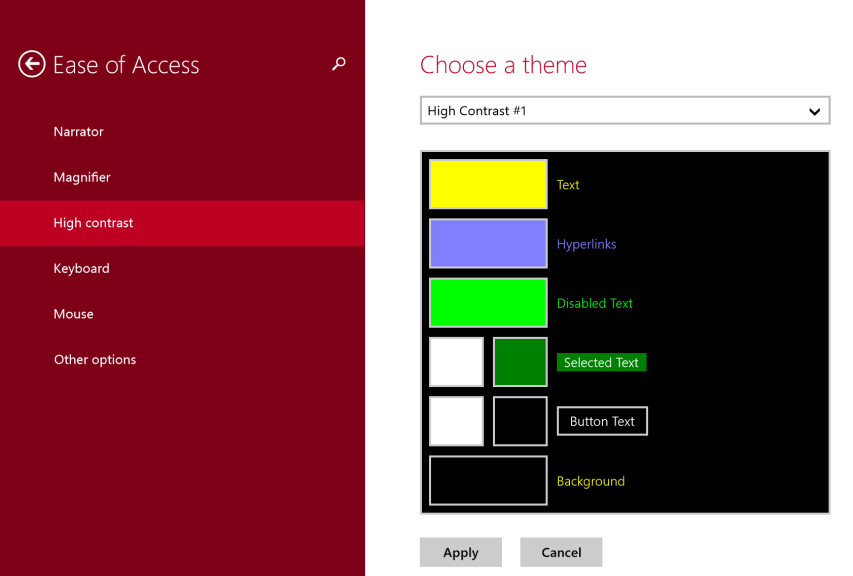 Ease of Access
Narrator
Magnifier
High contrast
Keyboard
Mouse
Other options
Choose a theme
High Contrast #1
Text
Hyperlinks
Disabled Text
Selected Text
Button Text
Background
Apply
Cancel